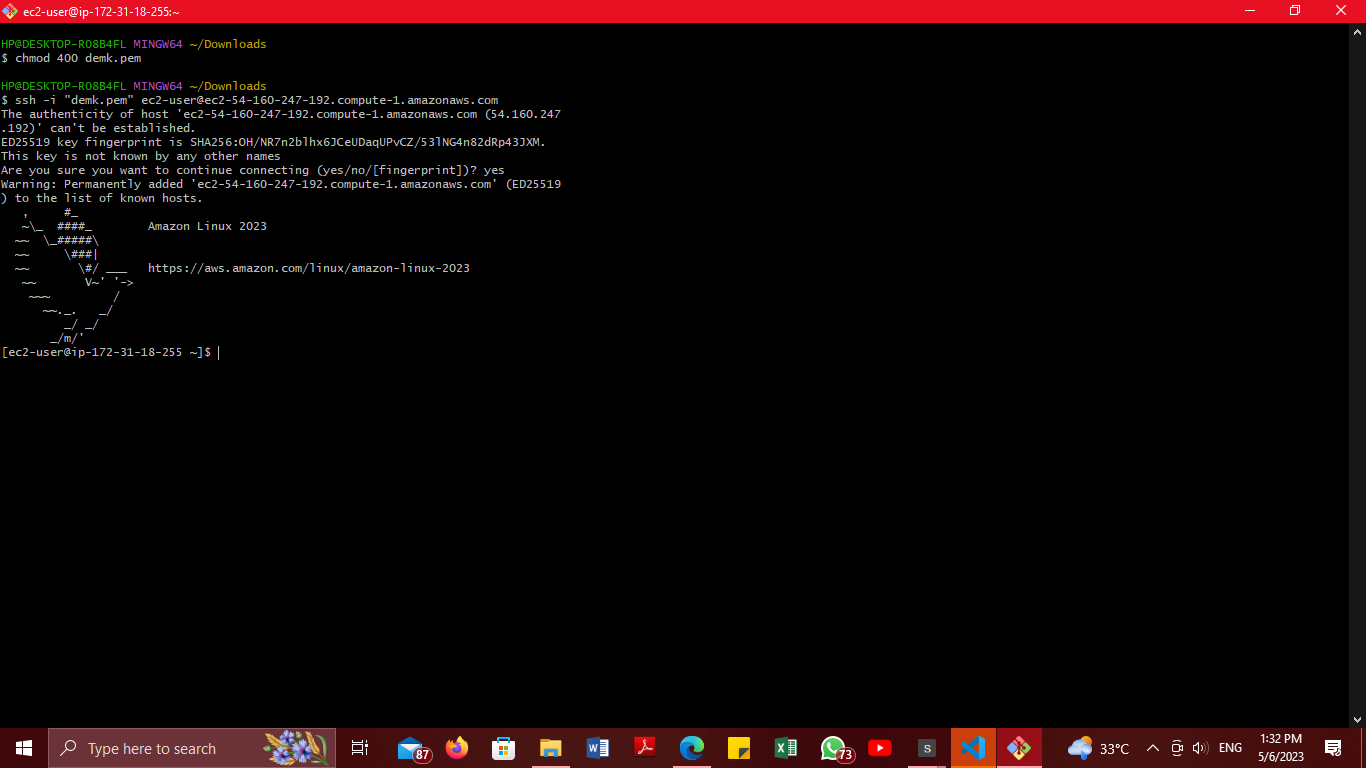 ec2-user@ip-172-31-18-255:~
HP@DESKTOP-RO8B4FL MINGW64 ~/Downloads
$ chmod 400 demk.pem
HP@DESKTOP-RO8B4FL MINGW64 ~/Downloads
$ ssh -i "demk.pem" ec2-user@ec2-54-160-247-192.compute-1.amazonaws.com
The authenticity of host 'ec2-54-160-247-192.compute-1.amazonaws.com (54.160.247
.192)' can't be established.
ED25519 key fingerprint is SHA256:OH/NR7n2blhx6JCeUDaqUPvCZ/53lNG4n82dRp43JXM.
This key is not known by any other names
Are you sure you want to continue connecting (yes/no/[fingerprint])? yes
Warning: Permanently added 'ec2-54-160-247-192.compute-1.amazonaws.com' (ED25519
) to the list of known hosts.
   ,     #_
   ~\_  ####_        Amazon Linux 2023
  ~~  \_#####\
  ~~     \###|
  ~~       \#/ ___   https://aws.amazon.com/linux/amazon-linux-2023
   ~~       V~' '->
    ~~~         /
      ~~._.   _/
         _/ _/
       _/m/'
[ec2-user@ip-172-31-18-255 ~]$
Type here to search
87
73
S
33°C
ENG
1:32 PM
5/6/2023